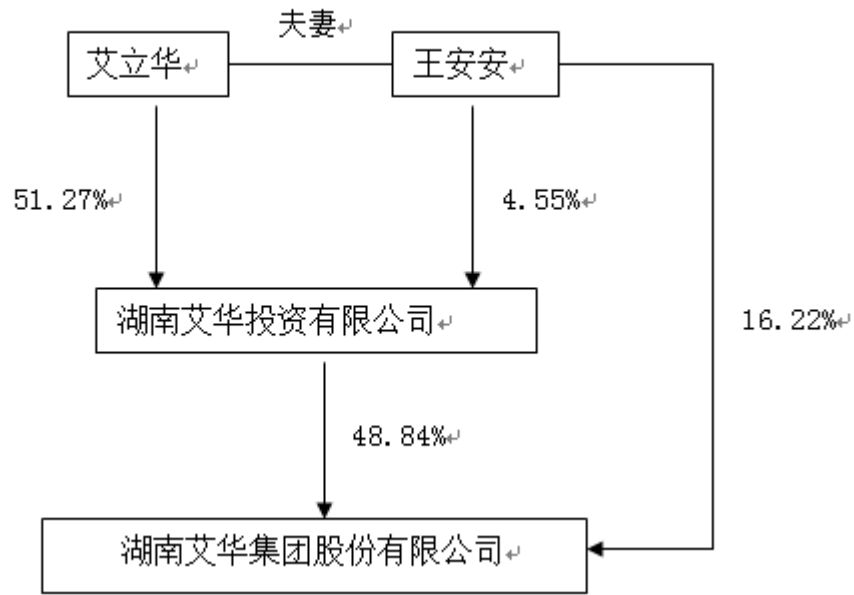 夫妻
艾立华
王安安
51.27%
4.55%
湖南艾华投资有限公司
16.22%
48.84%
湖南艾华集团股份有限公司